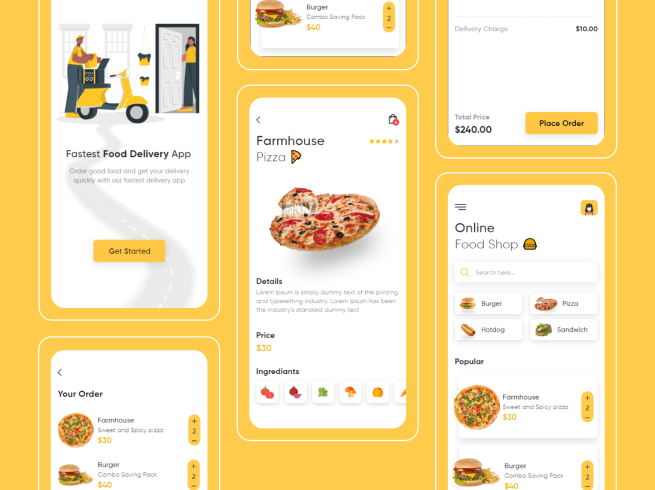 GO
Fastest Food Delivery App
Order good food and get your delivery
quickly with our fastest delivery app
Get Started
Your Order
Farmhouse
Sweet and Spicy pizza
$30
+
2
−
Burger
Combo Saving Pack
$40
+
2
−
Burger
Combo Saving Pack
$40
+
2
−
Farmhouse
Pizza
Details
Lorem Ipsum is simply dummy text of the printing
and typesetting industry. Lorem Ipsum has been
the industry's standard dummy text
Price
$30
Ingrediants
Delivery Charge $10.00
Total Price
$240.00
Place Order
Online
Food Shop
Search here...
Burger
Pizza
Hotdog
Sandwich
Popular
Farmhouse
Sweet and Spicy pizza
$30
+
2
−
Burger
Combo Saving Pack
$40
+
2
−